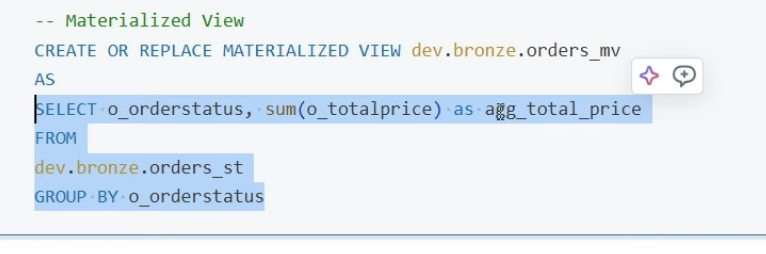 -- Materialized View
CREATE OR REPLACE MATERIALIZED VIEW dev.bronze.orders_mv
AS
SELECT o_orderstatus, sum(o_totalprice) as agg_total_price
FROM
dev.bronze.orders_st
GROUP BY o_orderstatus